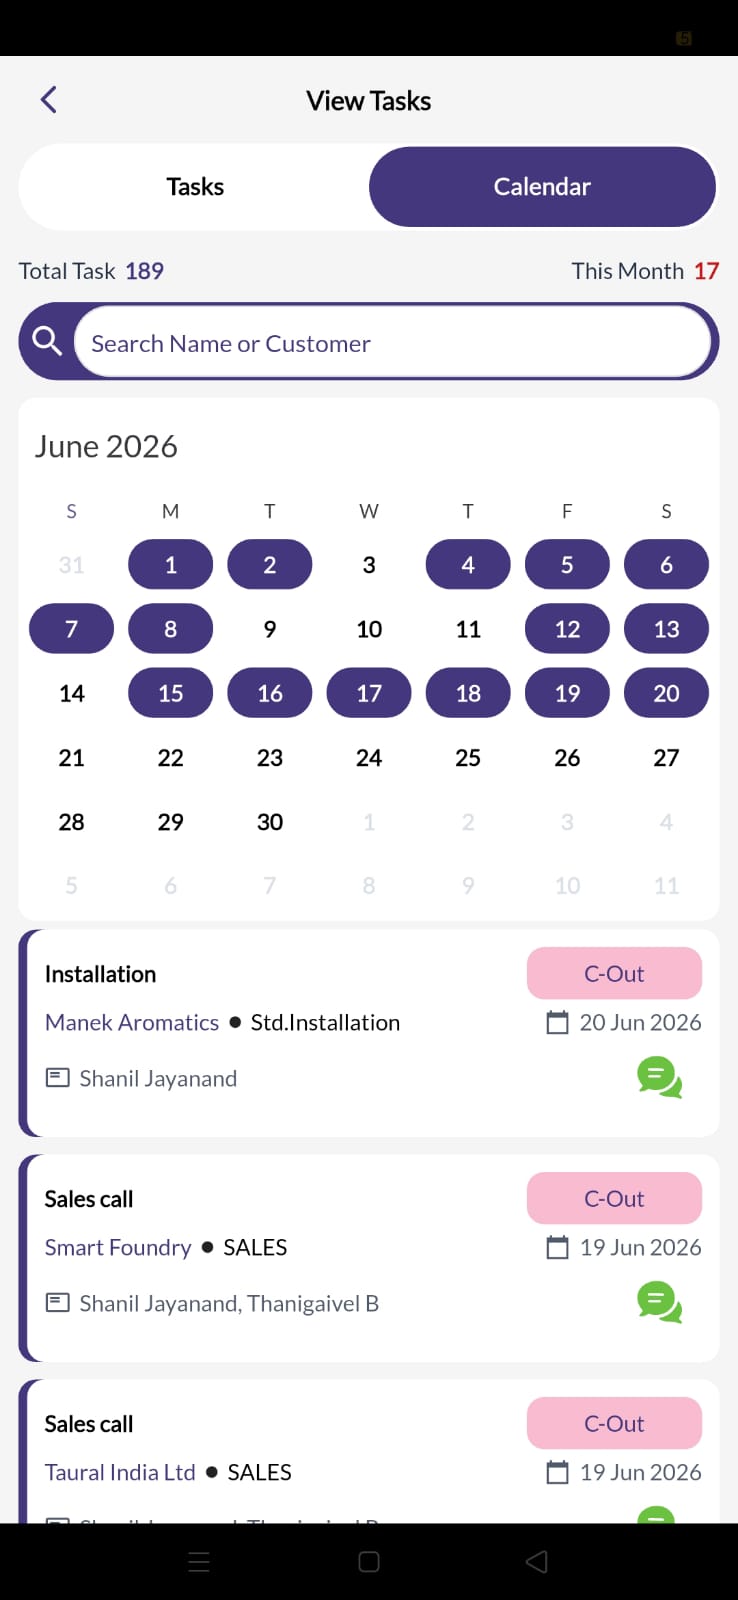 View Tasks
Tasks Calendar
Total Task 189 This Month 17
Search Name or Customer
June 2026
S M T W T F S
31 1 2 3 4 5 6
7 8 9 10 11 12 13
14 15 16 17 18 19 20
21 22 23 24 25 26 27
28 29 30 1 2 3 4
5 6 7 8 9 10 11
Installation C-Out
Manek Aromatics ● Std.Installation 20 Jun 2026
Shanil Jayanand
Sales call C-Out
Smart Foundry ● SALES 19 Jun 2026
Shanil Jayanand, Thanigaivel B
Sales call C-Out
Taural India Ltd ● SALES 19 Jun 2026